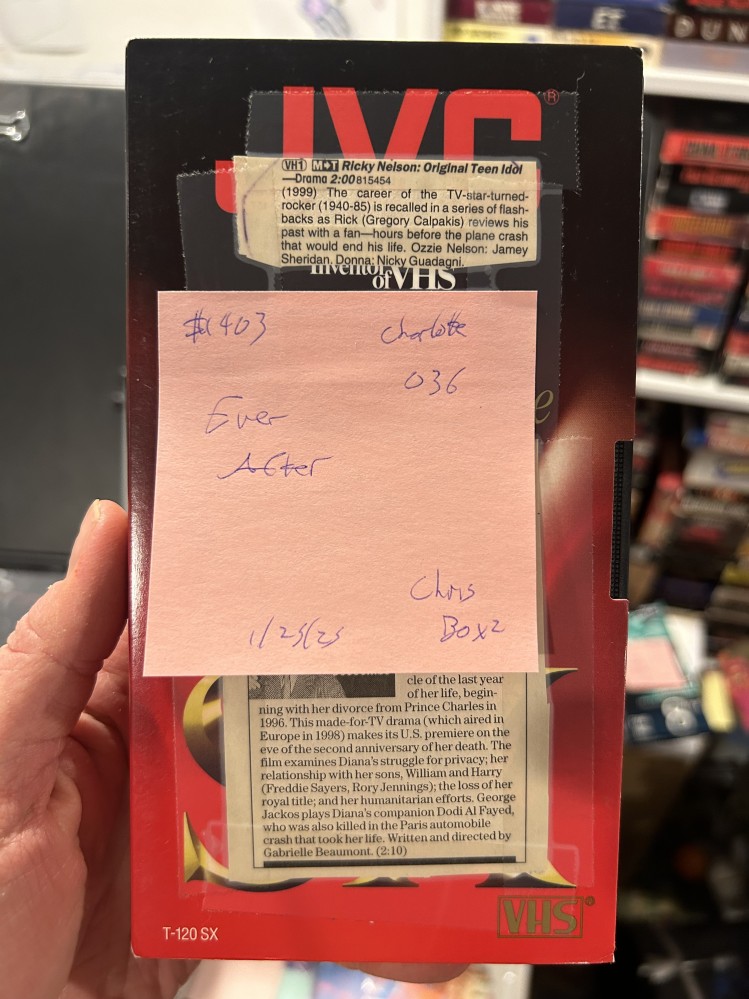 ET
DUN
JVC®
VH1 M+T Ricky Nelson: Original Teen Idol
—Drama 2:00 815454
(1999) The career of the TV-star-turned-
rocker (1940-85) is recalled in a series of flash-
backs as Rick (Gregory Calpakis) reviews his
past with a fan—hours before the plane crash
that would end his life. Ozzie Nelson: Jamey
Sheridan. Donna: Nicky Guadagni.
Inventor
of VHS
#1403
Charlotte
036
Ever
After
Chris
1/25/25
Box 2
e
cle of the last year
of her life, begin-
ning with her divorce from Prince Charles in
1996. This made-for-TV drama (which aired in
Europe in 1998) makes its U.S. premiere on the
eve of the second anniversary of her death. The
film examines Diana's struggle for privacy; her
relationship with her sons, William and Harry
(Freddie Sayers, Rory Jennings); the loss of her
royal title; and her humanitarian efforts. George
Jackos plays Diana's companion Dodi Al Fayed,
who was also killed in the Paris automobile
crash that took her life. Written and directed by
Gabrielle Beaumont. (2:10)
VHS
T-120 SX